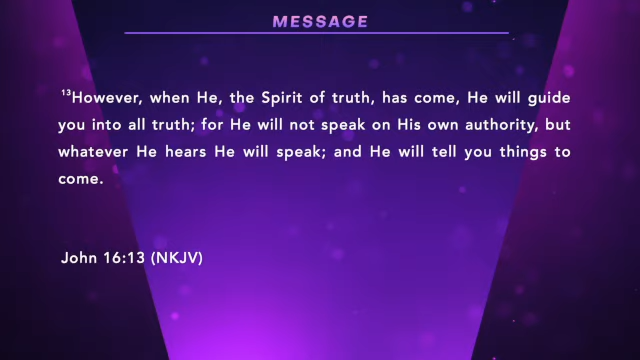 MESSAGE
13However, when He, the Spirit of truth, has come, He will guide
you into all truth; for He will not speak on His own authority, but
whatever He hears He will speak; and He will tell you things to
come.
John 16:13 (NKJV)